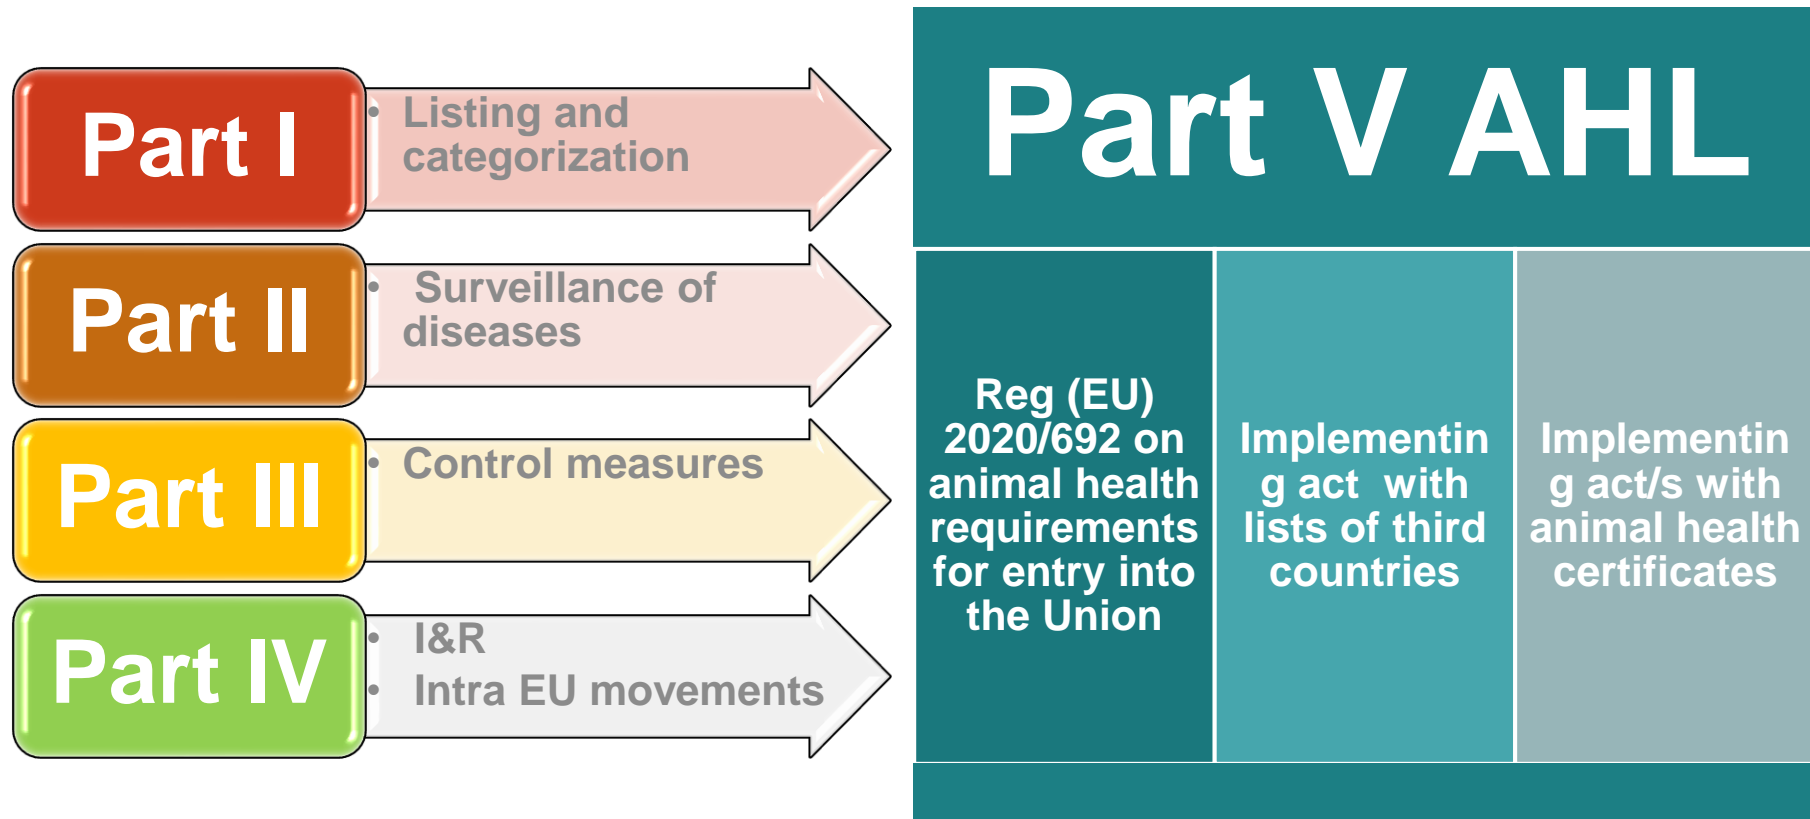 Part I
• Listing and
categorization
Part II
• Surveillance of
diseases
Part III
• Control measures
Part IV
• I&R
• Intra EU movements
Part V AHL
Reg (EU)
2020/692 on
animal health
requirements
for entry into
the Union
Implementin
g act with
lists of third
countries
Implementin
g act/s with
animal health
certificates